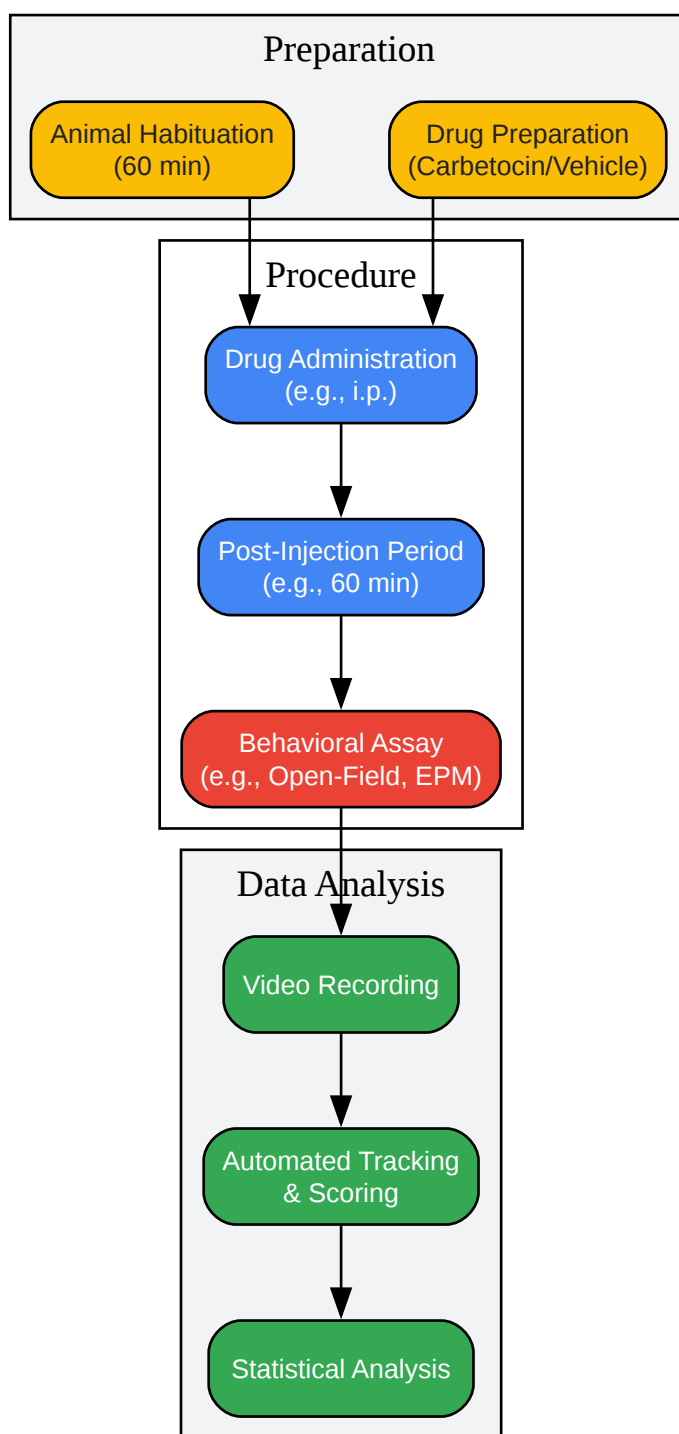 Preparation
Animal Habituation
(60 min)
Drug Preparation
(Carbetocin/Vehicle)
Procedure
Drug Administration
(e.g., i.p.)
Post-Injection Period
(e.g., 60 min)
Behavioral Assay
(e.g., Open-Field, EPM)
Data Analysis
Video Recording
Automated Tracking
& Scoring
Statistical Analysis